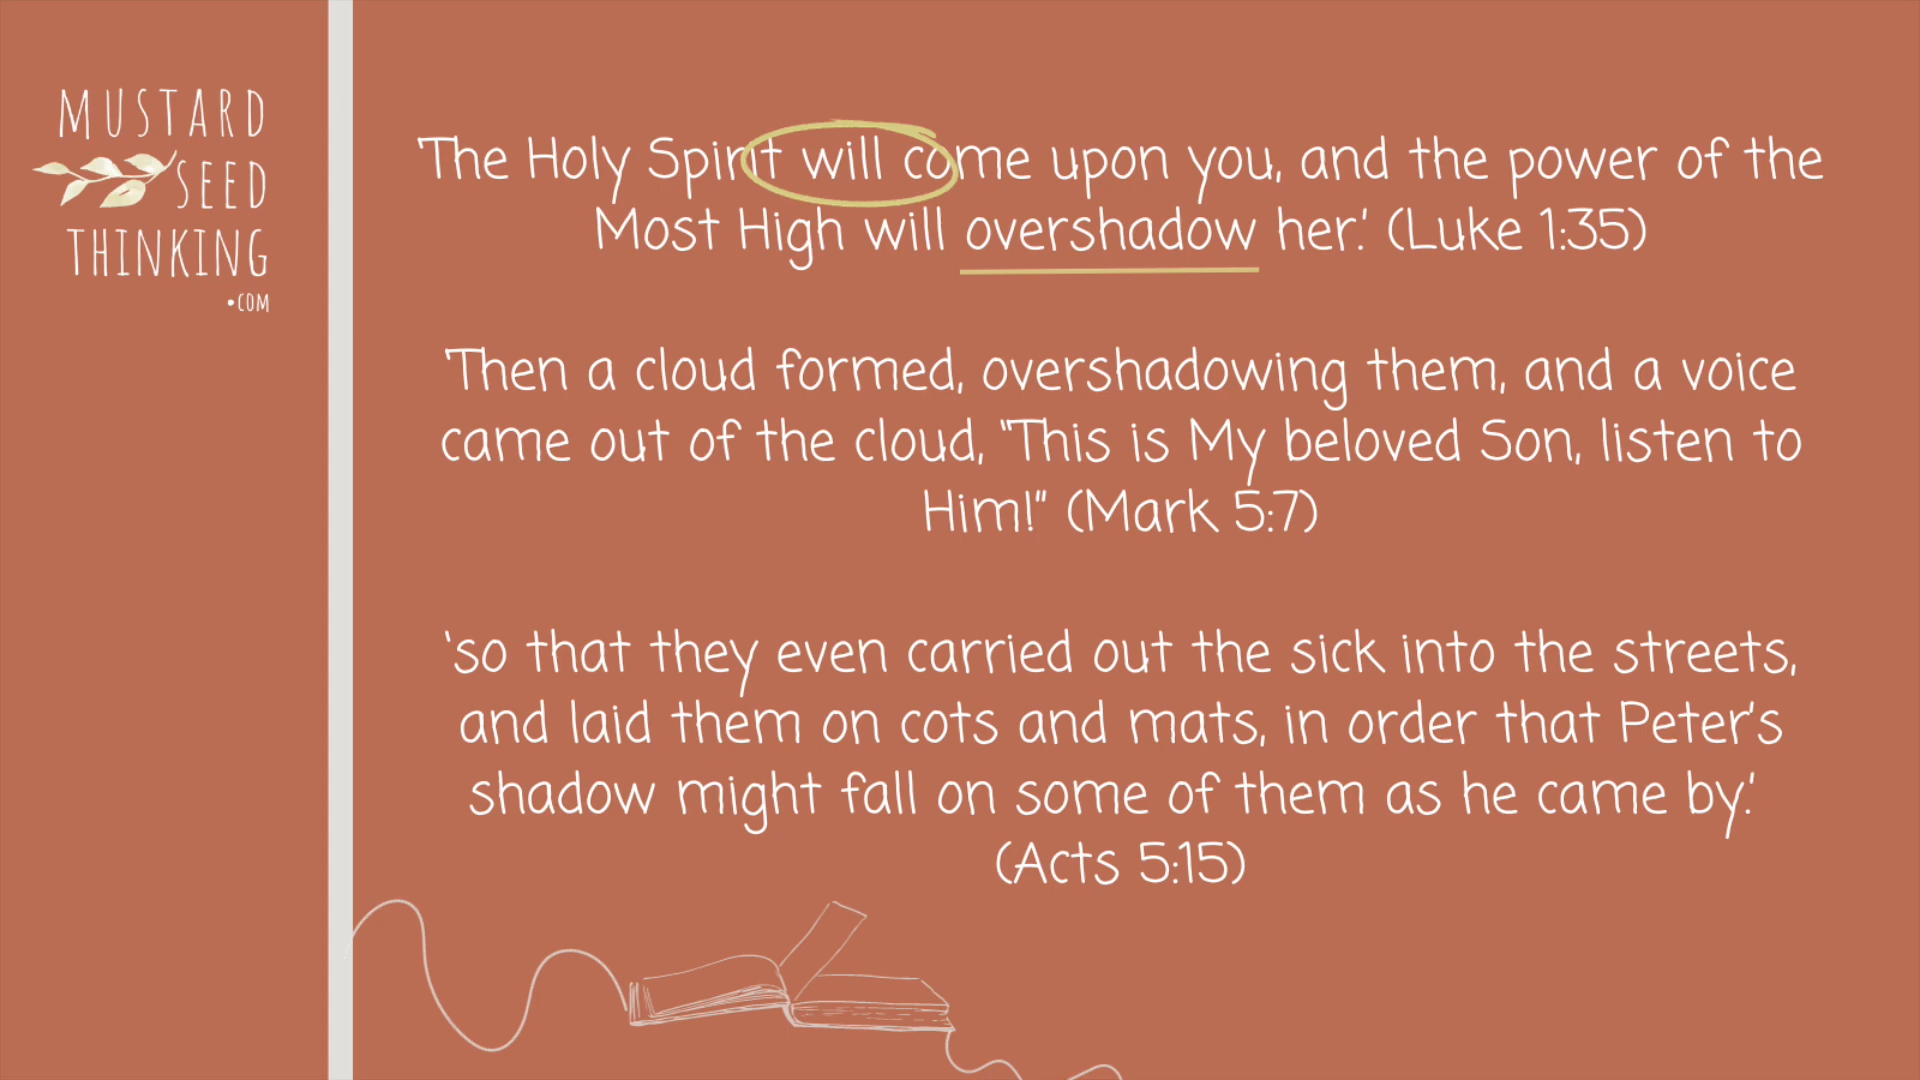 MUSTARD
SEED
THINKING
•COM
'The Holy Spirit will come upon you, and the power of the
Most High will overshadow her.' (Luke 1:35)
'Then a cloud formed, overshadowing them, and a voice
came out of the cloud, "This is My beloved Son, listen to
Him!" (Mark 5:7)
'so that they even carried out the sick into the streets,
and laid them on cots and mats, in order that Peter's
shadow might fall on some of them as he came by.'
(Acts 5:15)